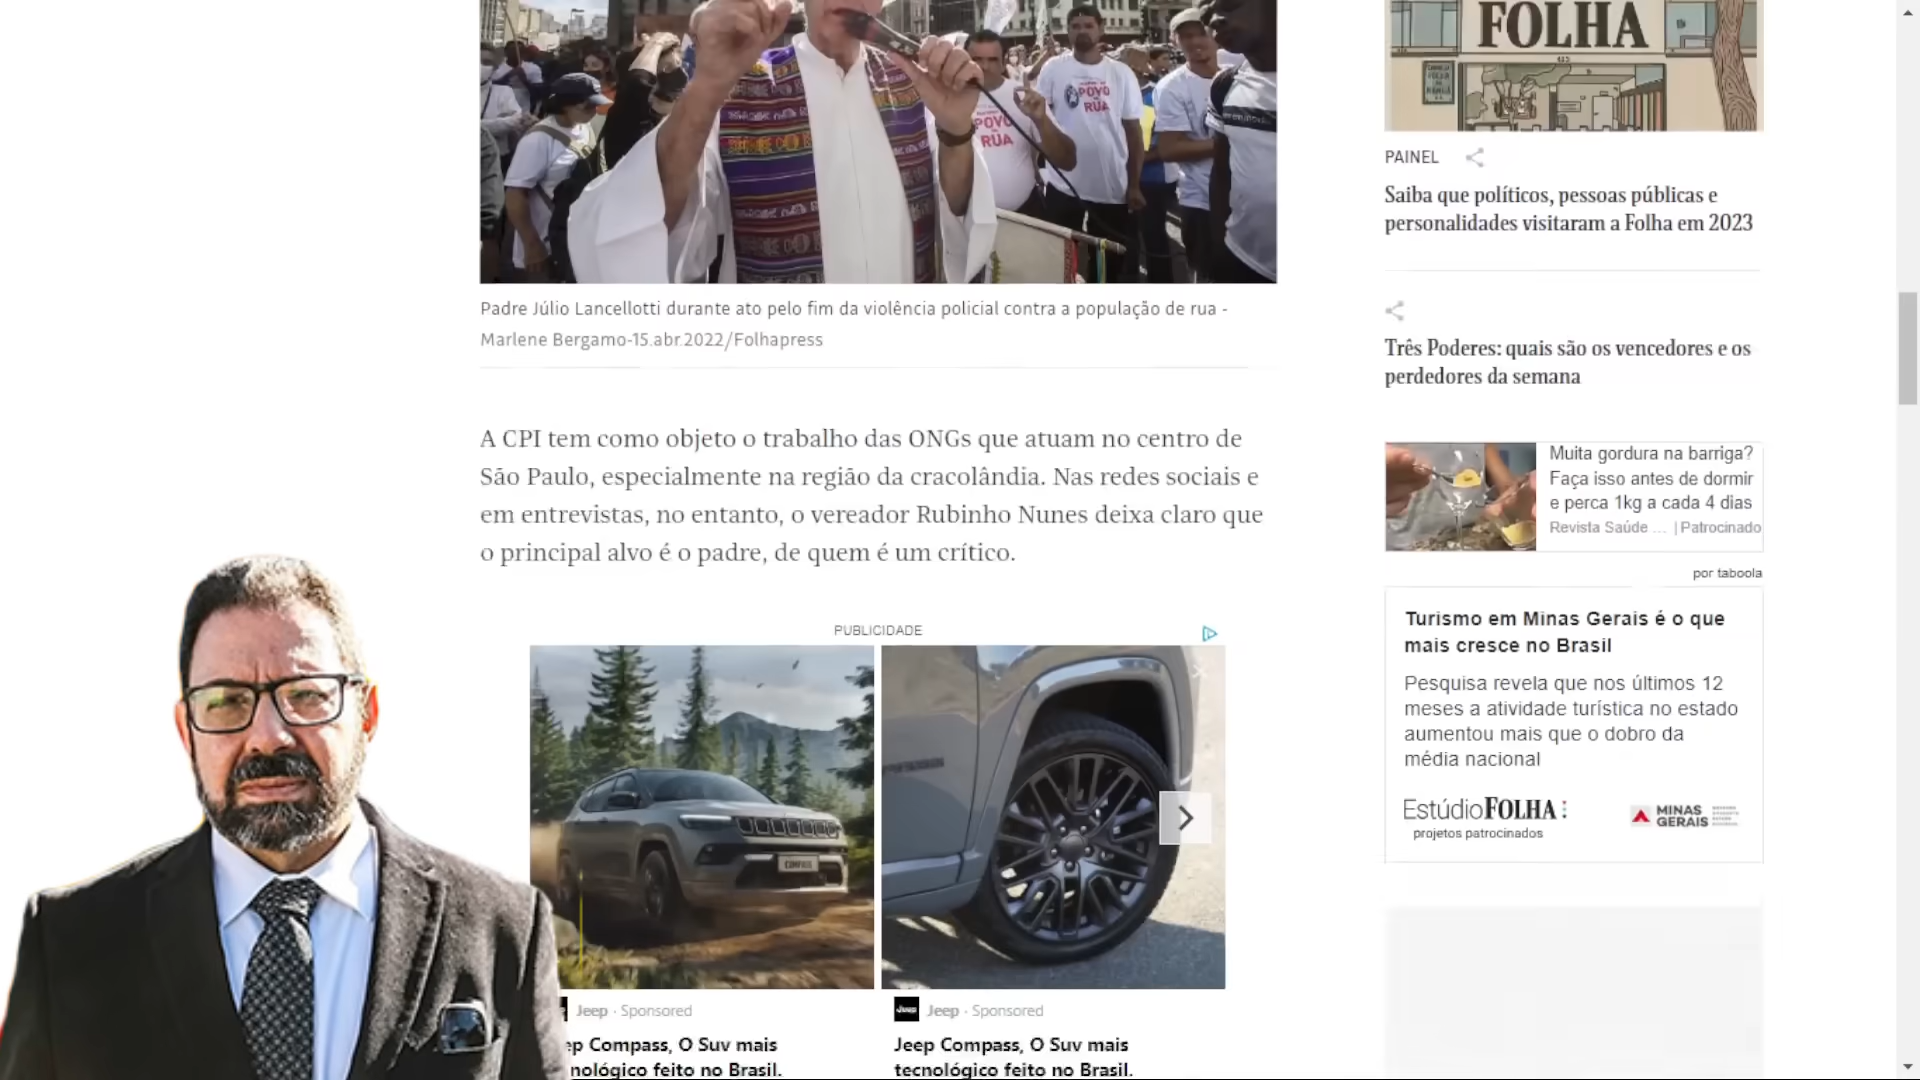 FOLHA
POVO
RUA
POVO
RUA
Padre Júlio Lancellotti durante ato pelo fim da violência policial contra a população de rua -
Marlene Bergamo-15.abr.2022/Folhapress
A CPI tem como objeto o trabalho das ONGs que atuam no centro de
São Paulo, especialmente na região da cracolândia. Nas redes sociais e
em entrevistas, no entanto, o vereador Rubinho Nunes deixa claro que
o principal alvo é o padre, de quem é um crítico.
PUBLICIDADE
COMPASS
Jeep · Sponsored
ep Compass, O Suv mais
nológico feito no Brasil.
Jeep
Jeep · Sponsored
Jeep Compass, O Suv mais
tecnológico feito no Brasil.
PAINEL
Saiba que políticos, pessoas públicas e
personalidades visitaram a Folha em 2023
Três Poderes: quais são os vencedores e os
perdedores da semana
Muita gordura na barriga?
Faça isso antes de dormir
e perca 1kg a cada 4 dias
Revista Saúde ... | Patrocinado
por taboola
Turismo em Minas Gerais é o que
mais cresce no Brasil
Pesquisa revela que nos últimos 12
meses a atividade turística no estado
aumentou mais que o dobro da
média nacional
Estúdio FOLHA:
projetos patrocinados
MINAS
GERAIS